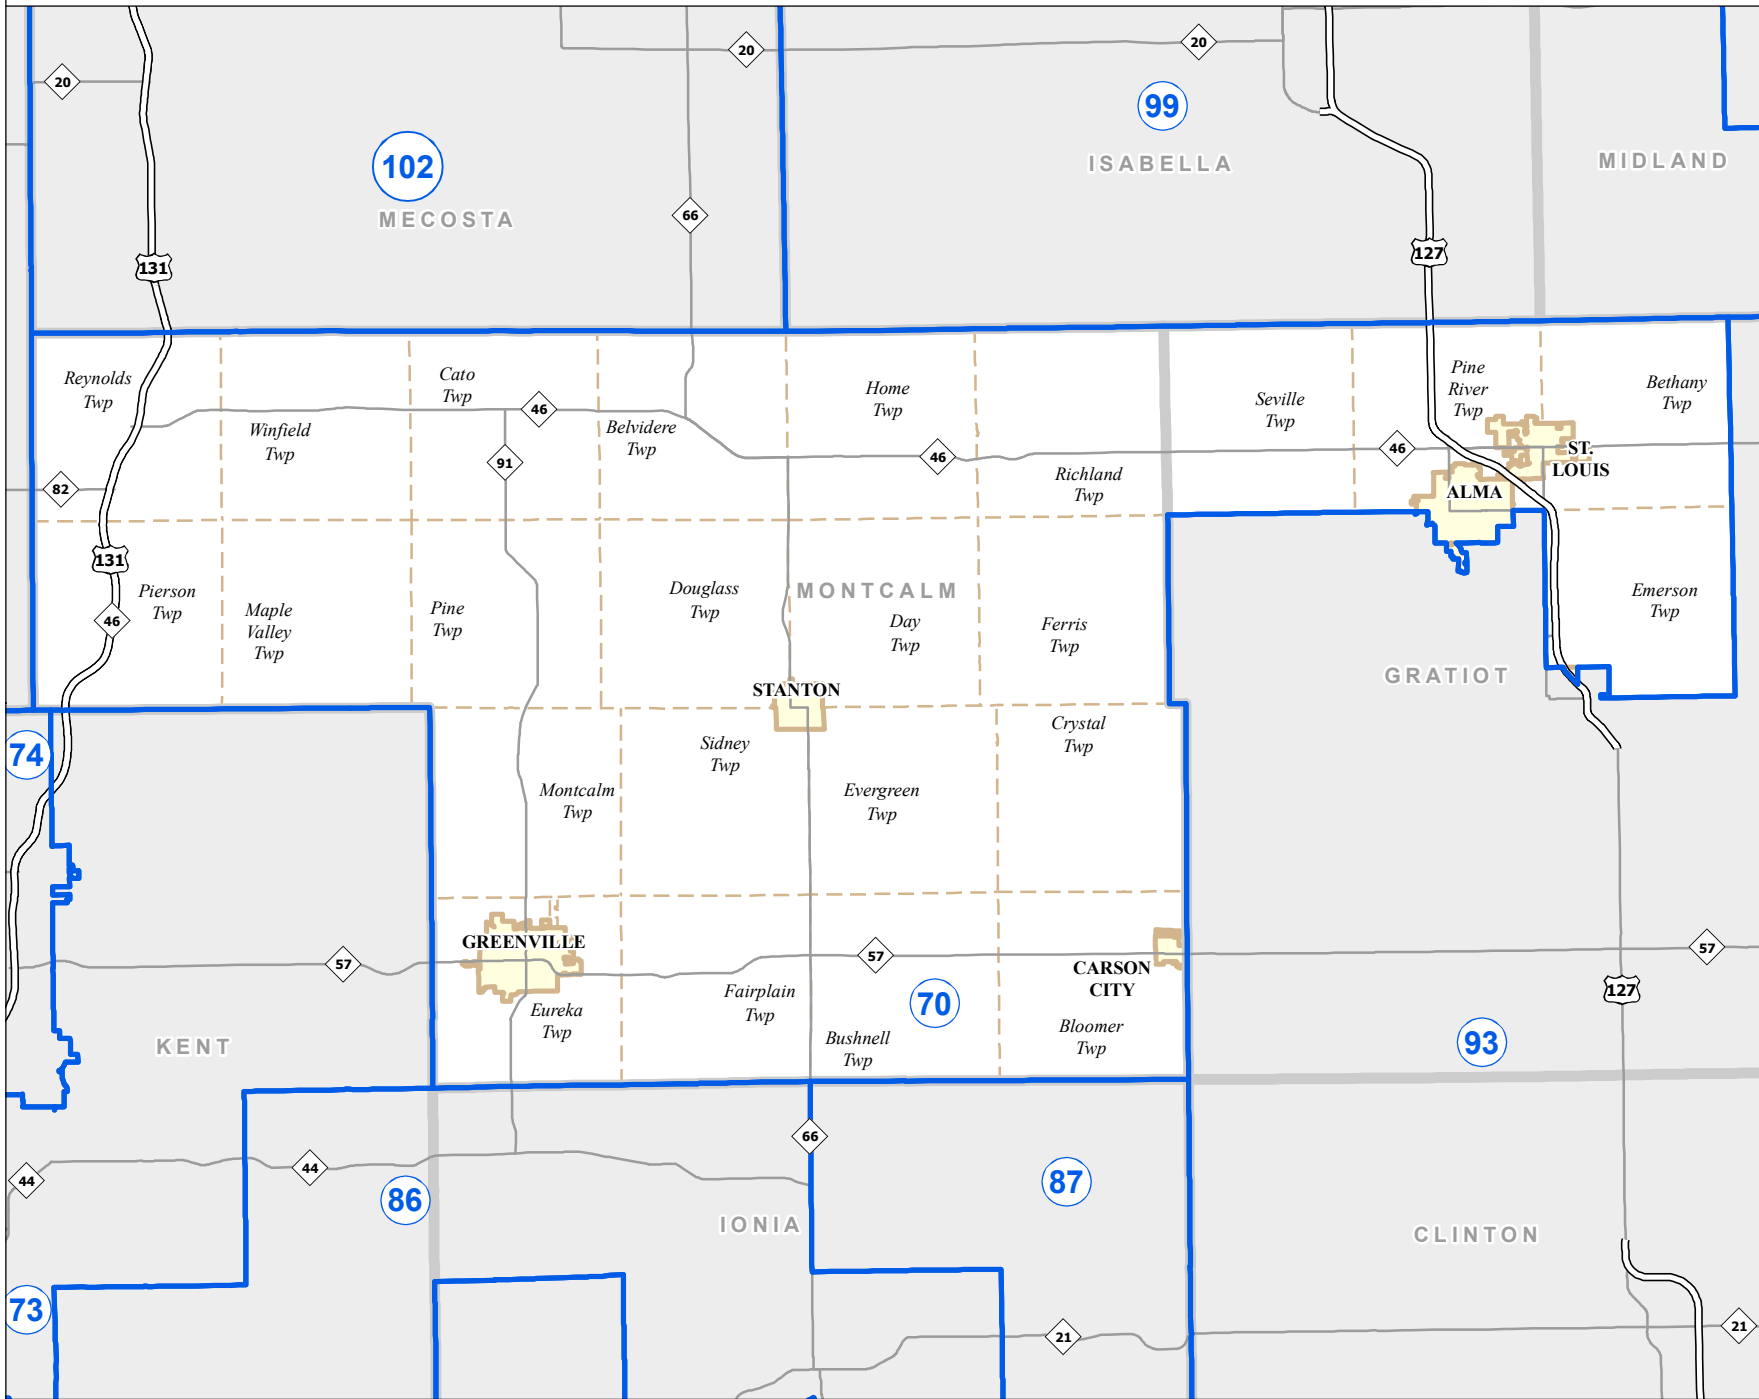 20
20
20
99
102
ISABELLA
MIDLAND
MECOSTA
66
131
127
Reynolds
Twp
Cato
Twp
Home
Twp
Seville
Twp
Pine
River
Twp
Bethany
Twp
Winfield
Twp
46
Belvidere
Twp
46
46
ST.
LOUIS
91
Richland
Twp
82
ALMA
131
Pierson
Twp
Maple
Valley
Twp
Pine
Twp
Douglass
Twp
MONTCALM
Day
Twp
Ferris
Twp
Emerson
Twp
46
GRATIOT
STANTON
74
Sidney
Twp
Crystal
Twp
Montcalm
Twp
Evergreen
Twp
GREENVILLE
57
57
57
CARSON
CITY
127
Fairplain
Twp
70
Eureka
Twp
Bushnell
Twp
Bloomer
Twp
KENT
93
66
44
44
86
87
IONIA
CLINTON
73
21
21